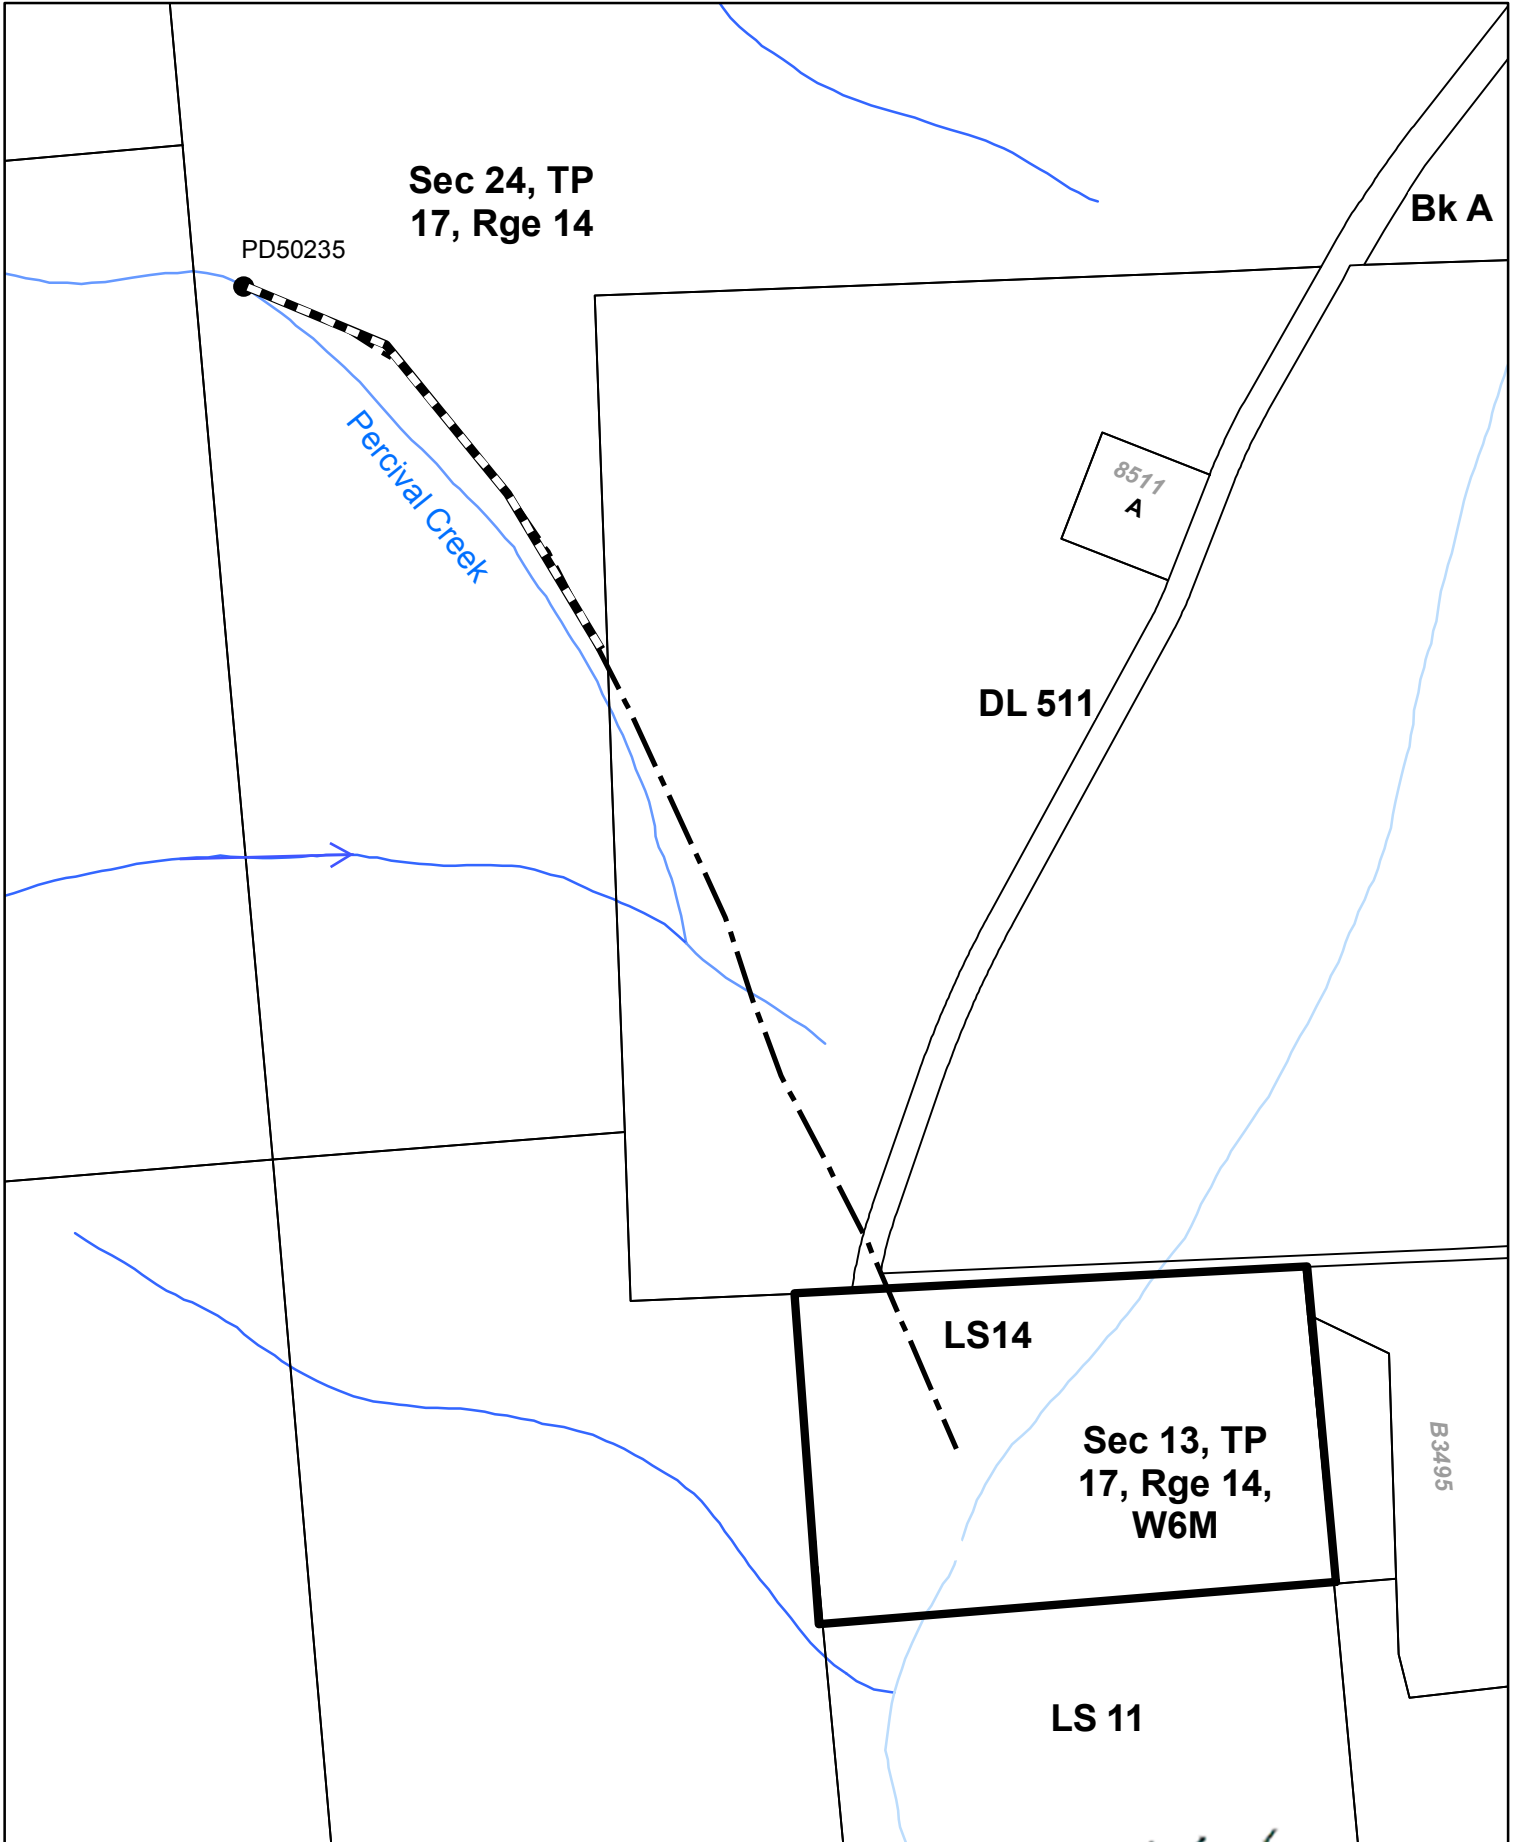 Sec 24, TP
17, Rge 14
Bk A
PD50235
Percival Creek
8511
A
DL 511
LS14
Sec 13, TP
17, Rge 14,
W6M
B3495
LS 11